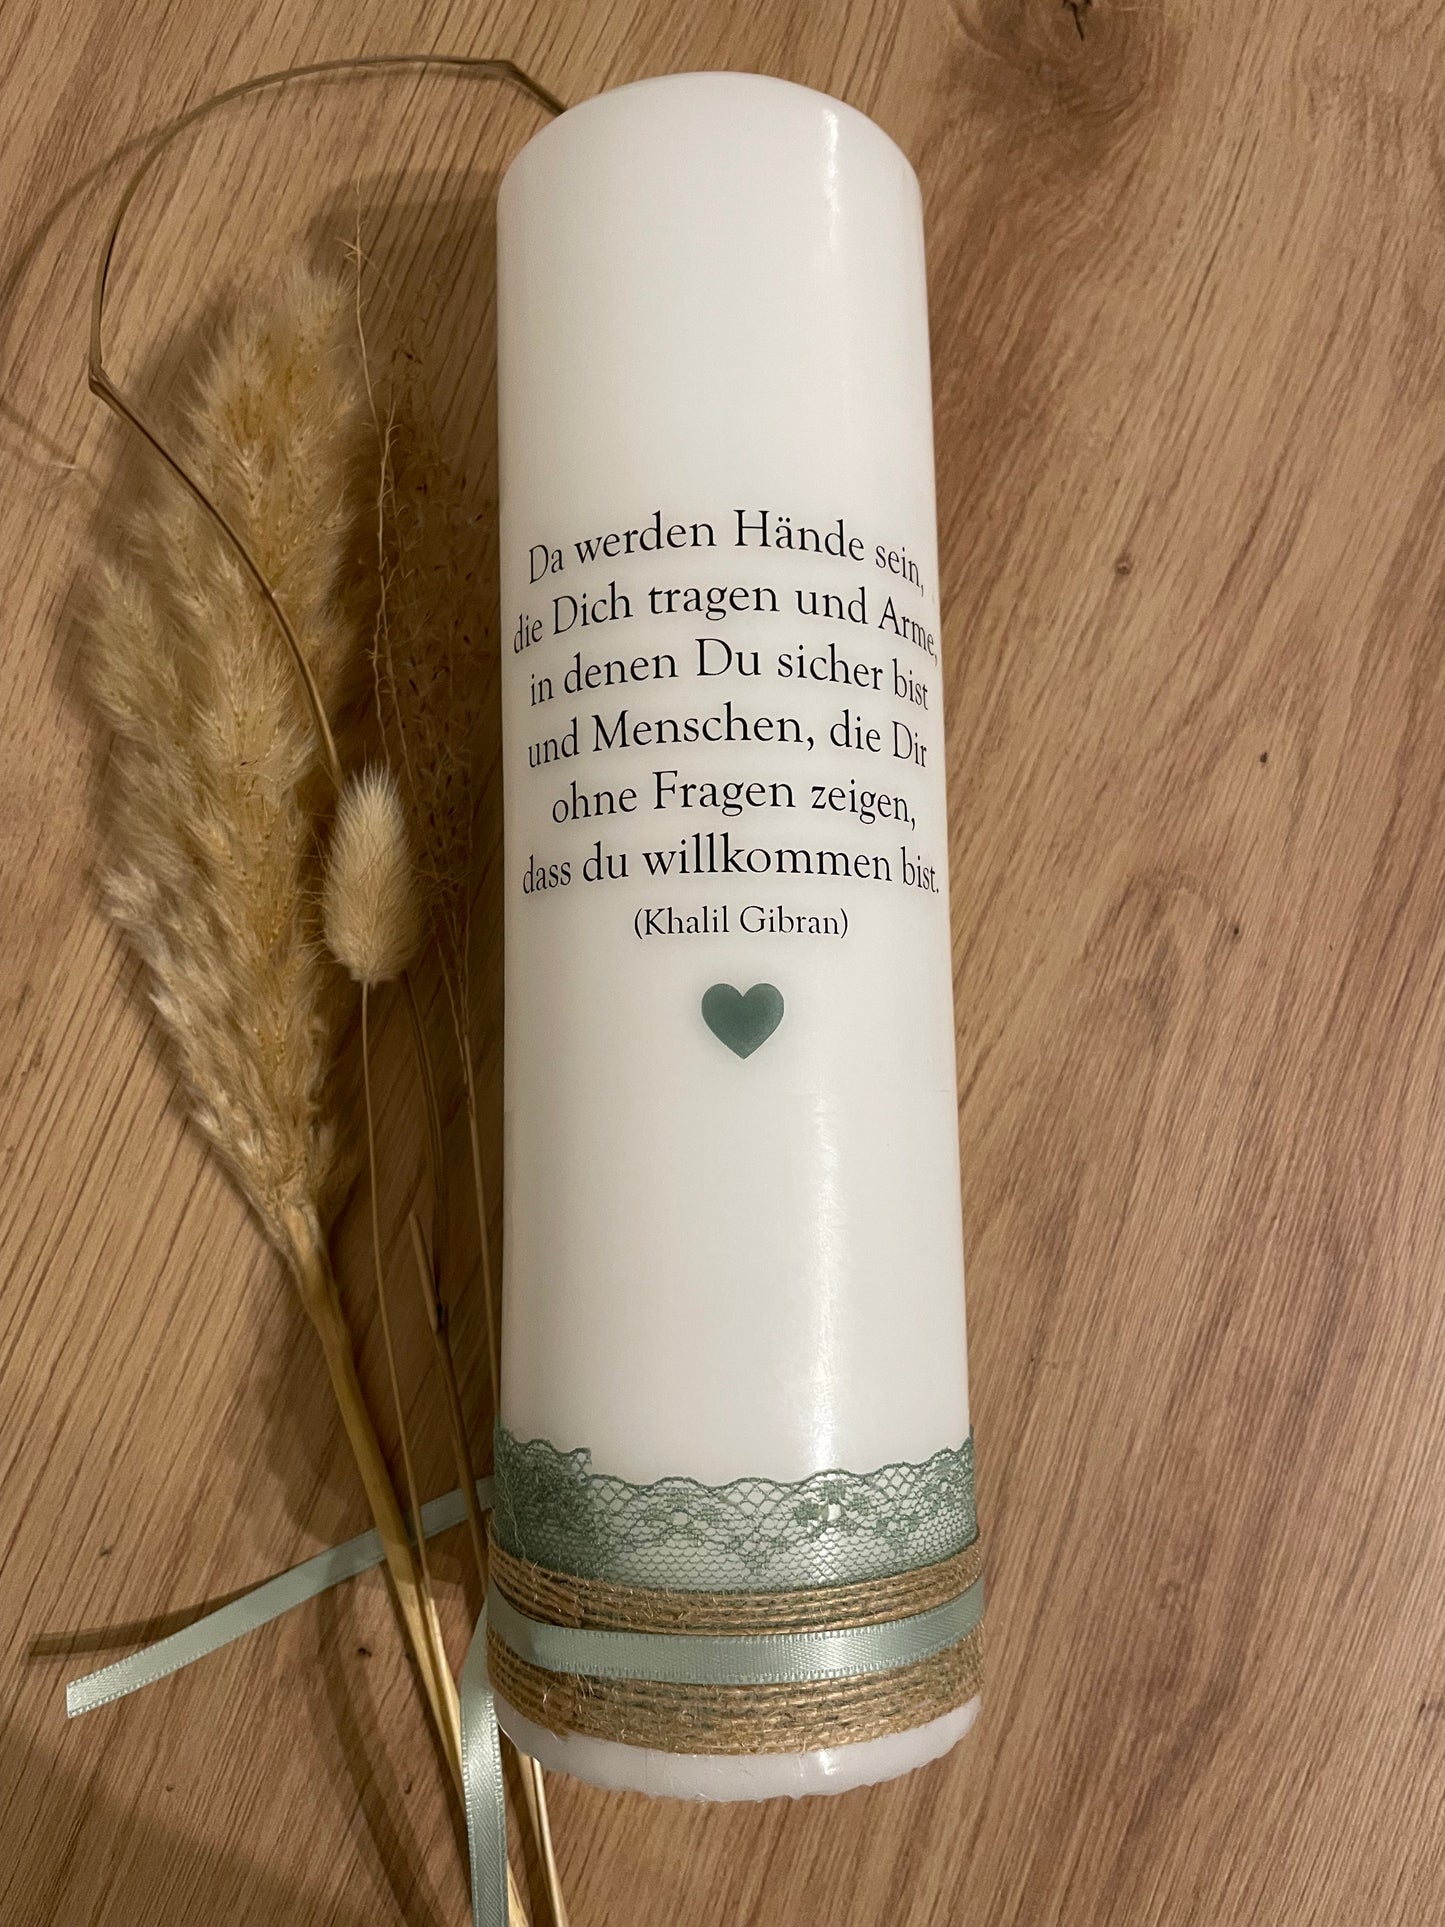 Da werden Hände sein,
die Dich tragen und Arme,
in denen Du sicher bist
und Menschen, die Dir
ohne Fragen zeigen,
dass du willkommen bist.
(Khalil Gibran)